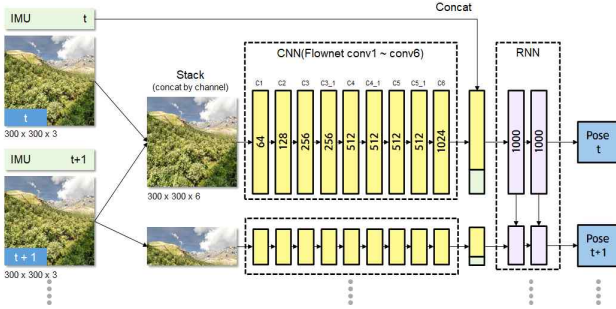 IMU t
Concat
t
300 x 300 x 3
Stack
(concat by channel)
300 x 300 x 6
CNN(Flownet conv1 ~ conv6)
C1 C2 C3 C3_1 C4 C4_1 C5 C5_1 C6
64 128 256 256 512 512 512 512 1024
RNN
1000 1000
Pose
t
IMU t+1
t + 1
300 x 300 x 3
Pose
t+1